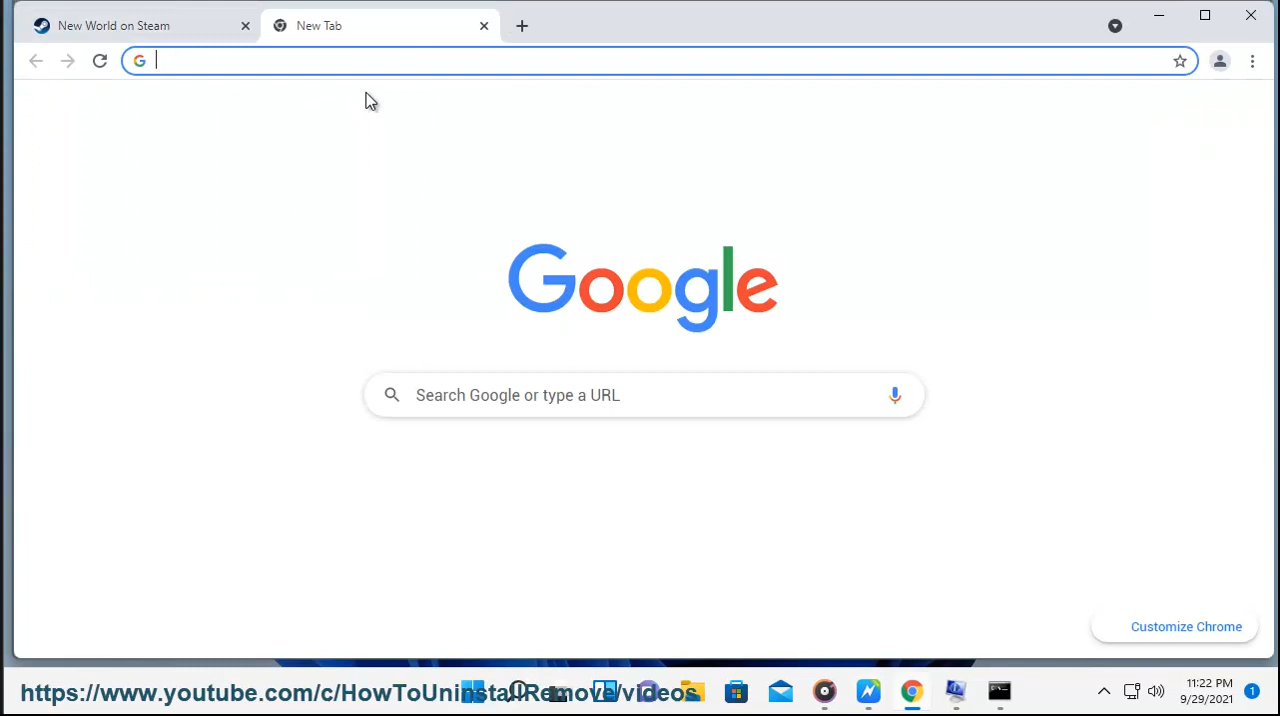 New World on Steam
New Tab
Google
Search Google or type a URL
Customize Chrome
https://www.youtube.com/c/HowToUninstallRemove/videos
11:22 PM
9/29/2021
1